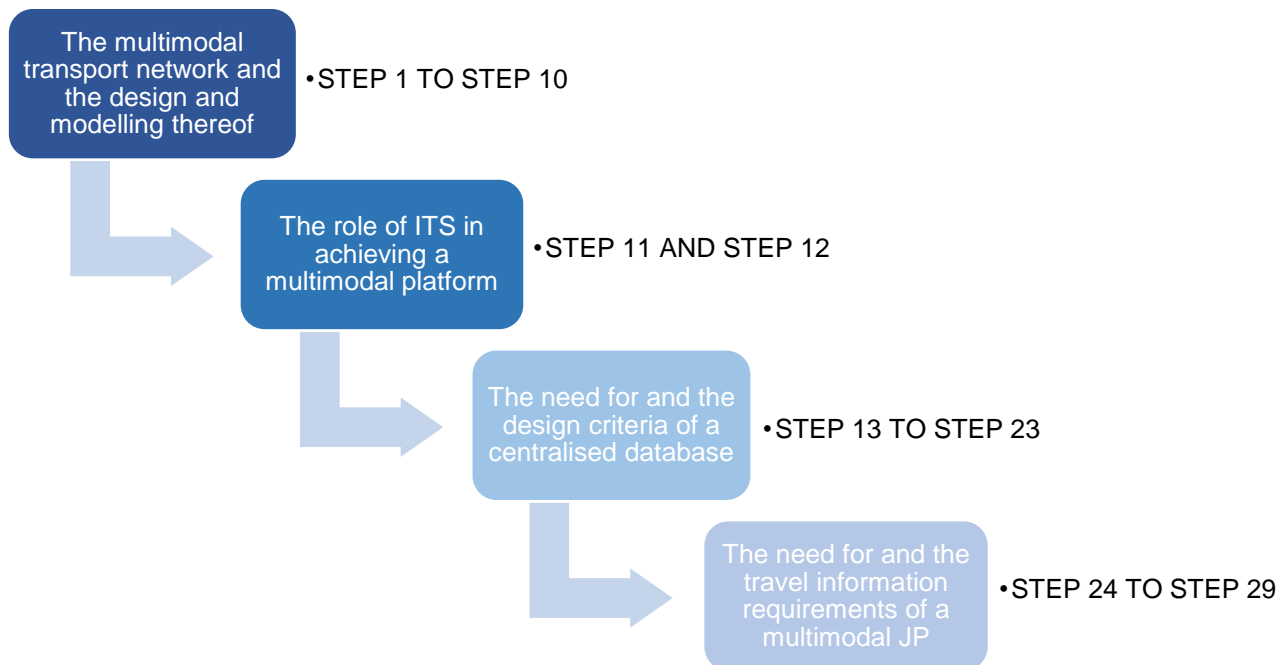 The multimodal
transport network and
the design and
modelling thereof
•STEP 1 TO STEP 10
The role of ITS in
achieving a
multimodal platform
•STEP 11 AND STEP 12
The need for and the
design criteria of a
centralised database
•STEP 13 TO STEP 23
The need for and the
travel information
requirements of a
multimodal JP
•STEP 24 TO STEP 29